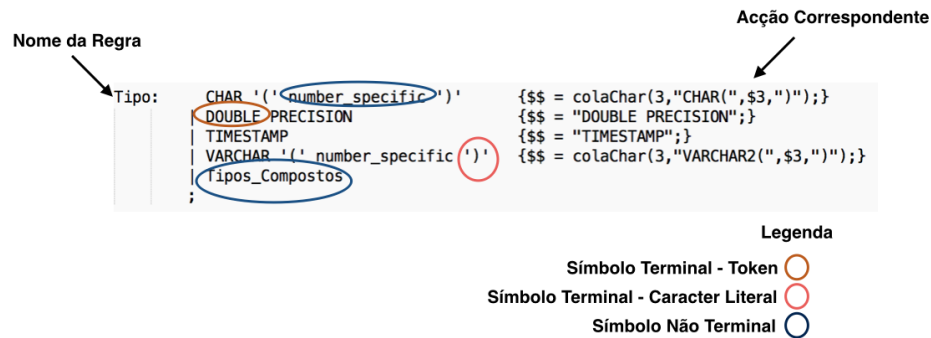 Acção Correspondente
Nome da Regra
Tipo: CHAR '(' number_specific ')' {$$ = colaChar(3,"CHAR(",$3,")");}
| DOUBLE PRECISION {$$ = "DOUBLE PRECISION";}
| TIMESTAMP {$$ = "TIMESTAMP";}
| VARCHAR '(' number_specific ')' {$$ = colaChar(3,"VARCHAR2(",$3,")");}
| Tipos_Compostos
;
Legenda
Símbolo Terminal - Token
Símbolo Terminal - Caracter Literal
Símbolo Não Terminal